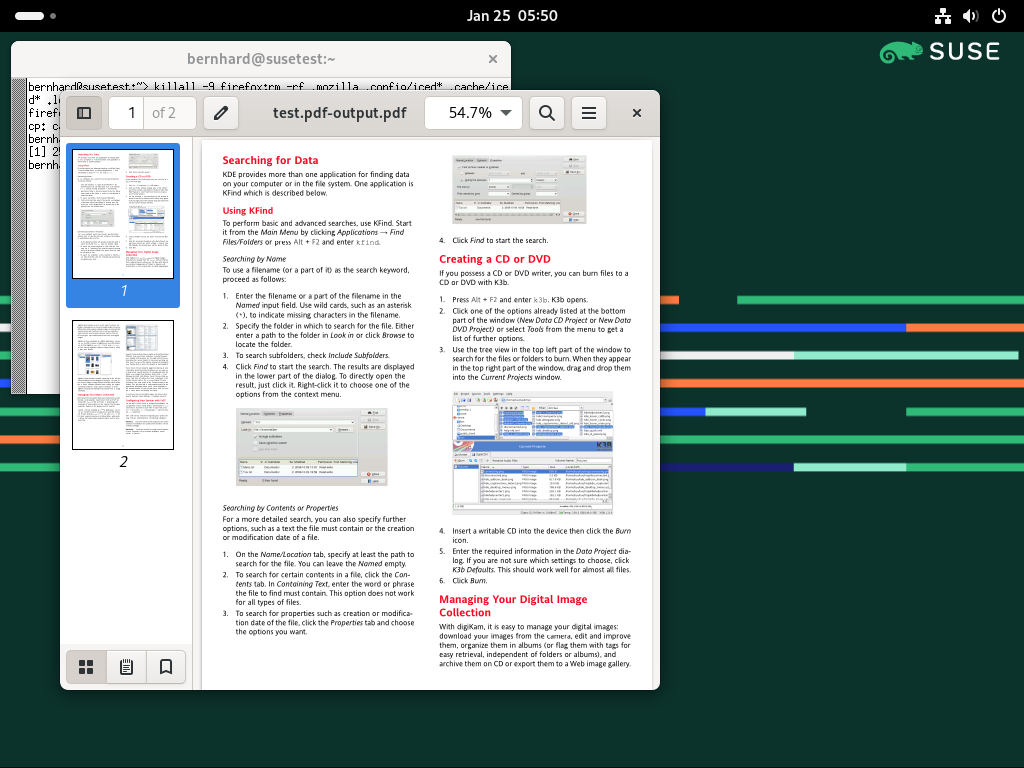 Jan 25 05:50
SUSE
bernhard@susetest:~
bernhard@susetest:~> killall -9 firefox;rm -rf .mozilla .config/iced* .cache/ice
d* .l
firef
cp: c
bern
[1] 2
bern
1 of 2
test.pdf-output.pdf
54.7%
1
2
Searching for Data
KDE provides more than one application for finding data
on your computer or in the file system. One application is
KFind which is described below.
Using KFind
To perform basic and advanced searches, use KFind. Start
it from the Main Menu by clicking Applications → Find
Files/Folders or press Alt + F2 and enter kfind.
Searching by Name
To use a filename (or a part of it) as the search keyword,
proceed as follows:
1. Enter the filename or a part of the filename in the
Named input field. Use wild cards, such as an asterisk
(*), to indicate missing characters in the filename.
2. Specify the folder in which to search for the file. Either
enter a path to the folder in Look in or click Browse to
locate the folder.
3. To search subfolders, check Include Subfolders.
4. Click Find to start the search. The results are displayed
in the lower part of the dialog. To directly open the
result, just click it. Right-click it to choose one of the
options from the context menu.
Searching by Contents or Properties
For a more detailed search, you can also specify further
options, such as a text the file must contain or the creation
or modification date of a file.
1. On the Name/Location tab, specify at least the path to
search for the file. You can leave the Named empty.
2. To search for certain contents in a file, click the Con-
tents tab. In Containing Text, enter the word or phrase
the file to find must contain. This option does not work
for all types of files.
3. To search for properties such as creation or modifica-
tion date of the file, click the Properties tab and choose
the options you want.
4. Click Find to start the search.
Creating a CD or DVD
If you possess a CD or DVD writer, you can burn files to a
CD or DVD with K3b.
1. Press Alt + F2 and enter k3b. K3b opens.
2. Click one of the options already listed at the bottom
part of the window (New Data CD Project or New Data
DVD Project) or select Tools from the menu to get a
list of further options.
3. Use the tree view in the top left part of the window to
search for the files or folders to burn. When they appear
in the top right part of the window, drag and drop them
into the Current Projects window.
4. Insert a writable CD into the device then click the Burn
icon.
5. Enter the required information in the Data Project dia-
log. If you are not sure which settings to choose, click
K3b Defaults. This should work well for almost all files.
6. Click Burn.
Managing Your Digital Image
Collection
With digiKam, it is easy to manage your digital images:
download your images from the camera, edit and improve
them, organize them in albums (or flag them with tags for
easy retrieval, independent of folders or albums), and
archive them on CD or export them to a Web image gallery.